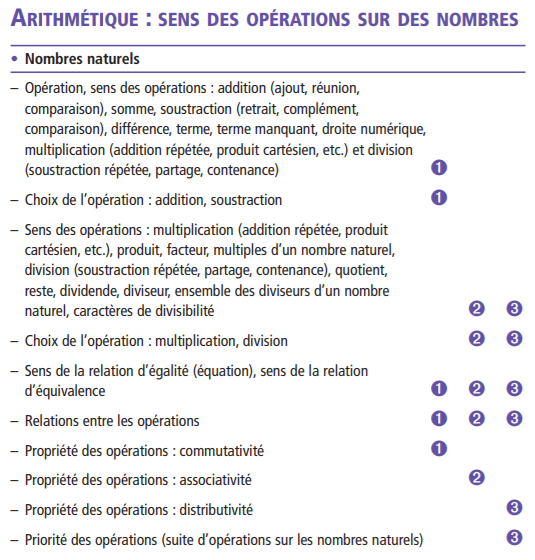 ARITHMÉTIQUE : SENS DES OPÉRATIONS SUR DES NOMBRES
• Nombres naturels
– Opération, sens des opérations : addition (ajout, réunion,
comparaison), somme, soustraction (retrait, complément,
comparaison), différence, terme, terme manquant, droite numérique,
multiplication (addition répétée, produit cartésien, etc.) et division
(soustraction répétée, partage, contenance) ❶
– Choix de l’opération : addition, soustraction ❶
– Sens des opérations : multiplication (addition répétée, produit
cartésien, etc.), produit, facteur, multiples d’un nombre naturel,
division (soustraction répétée, partage, contenance), quotient,
reste, dividende, diviseur, ensemble des diviseurs d’un nombre
naturel, caractères de divisibilité ❷ ❸
– Choix de l’opération : multiplication, division ❷ ❸
– Sens de la relation d’égalité (équation), sens de la relation
d’équivalence ❶ ❷ ❸
– Relations entre les opérations ❶ ❷ ❸
– Propriété des opérations : commutativité ❶
– Propriété des opérations : associativité ❷
– Propriété des opérations : distributivité ❸
– Priorité des opérations (suite d’opérations sur les nombres naturels) ❸